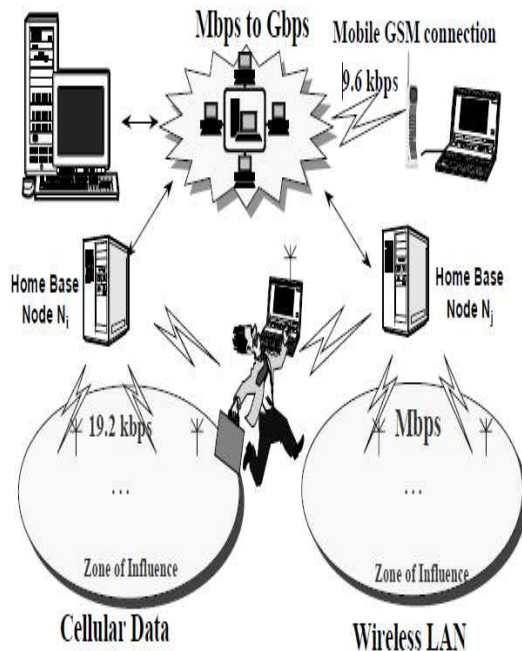 Mbps to Gbps
Mobile GSM connection
9.6 kbps
Home Base
Node Ni
Home Base
Node Nj
19.2 kbps
Mbps
...
...
Zone of Influence
Zone of Influence
Cellular Data
Wireless LAN